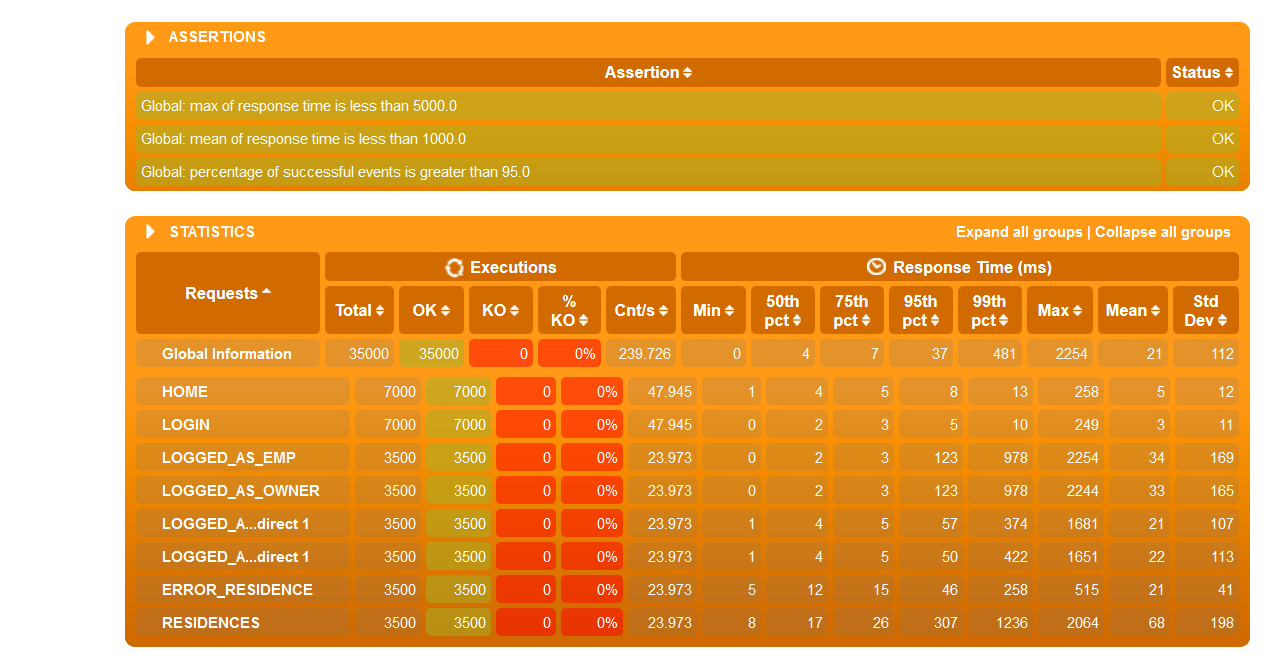 ASSERTIONS
Assertion Status
Global: max of response time is less than 5000.0 OK
Global: mean of response time is less than 1000.0 OK
Global: percentage of successful events is greater than 95.0 OK
STATISTICS Expand all groups | Collapse all groups
Requests Executions Response Time (ms)
Total OK KO % KO Cnt/s Min 50th pct 75th pct 95th pct 99th pct Max Mean Std Dev
Global Information 35000 35000 0 0% 239.726 0 4 7 37 481 2254 21 112
HOME 7000 7000 0 0% 47.945 1 4 5 8 13 258 5 12
LOGIN 7000 7000 0 0% 47.945 0 2 3 5 10 249 3 11
LOGGED_AS_EMP 3500 3500 0 0% 23.973 0 2 3 123 978 2254 34 169
LOGGED_AS_OWNER 3500 3500 0 0% 23.973 0 2 3 123 978 2244 33 165
LOGGED_A...direct 1 3500 3500 0 0% 23.973 1 4 5 57 374 1681 21 107
LOGGED_A...direct 1 3500 3500 0 0% 23.973 1 4 5 50 422 1651 22 113
ERROR_RESIDENCE 3500 3500 0 0% 23.973 5 12 15 46 258 515 21 41
RESIDENCES 3500 3500 0 0% 23.973 8 17 26 307 1236 2064 68 198